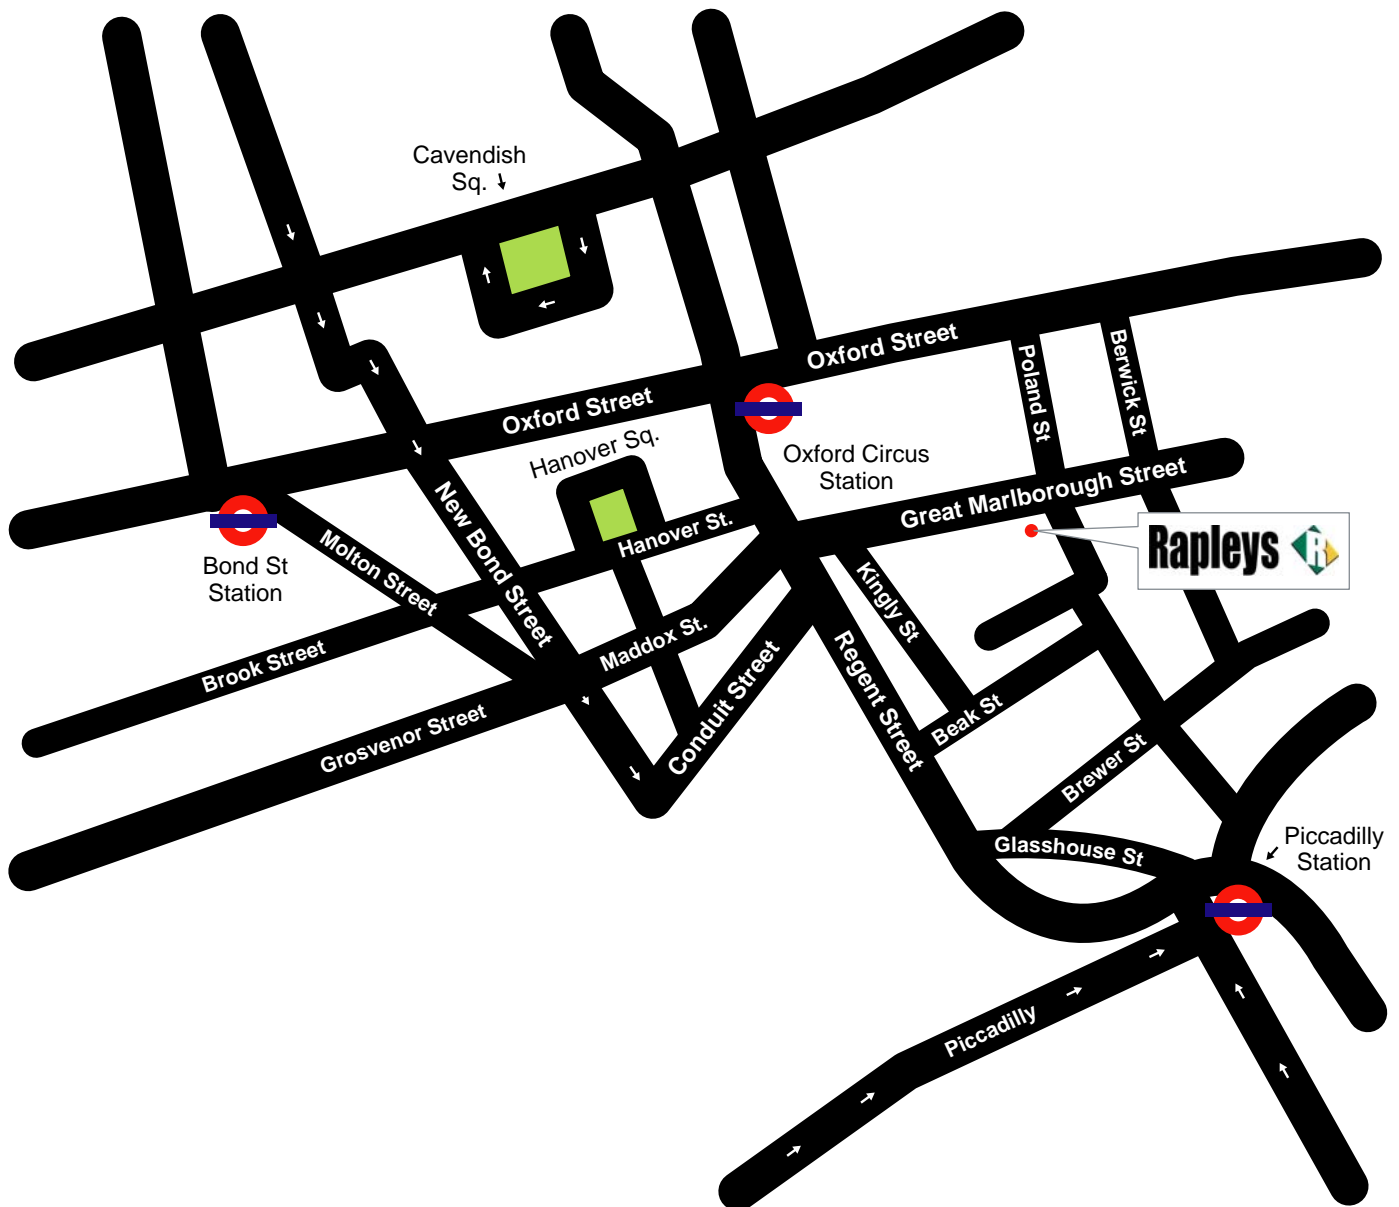 Cavendish
Sq.
Oxford Street
Oxford Street
Poland St
Berwick St
Hanover Sq.
Oxford Circus
Station
Great Marlborough Street
New Bond Street
Hanover St.
Molton Street
Bond St
Station
Rapleys
R
Kingly St
Maddox St.
Brook Street
Conduit Street
Regent Street
Grosvenor Street
Beak St
Brewer St
Glasshouse St
Piccadilly
Station
Piccadilly